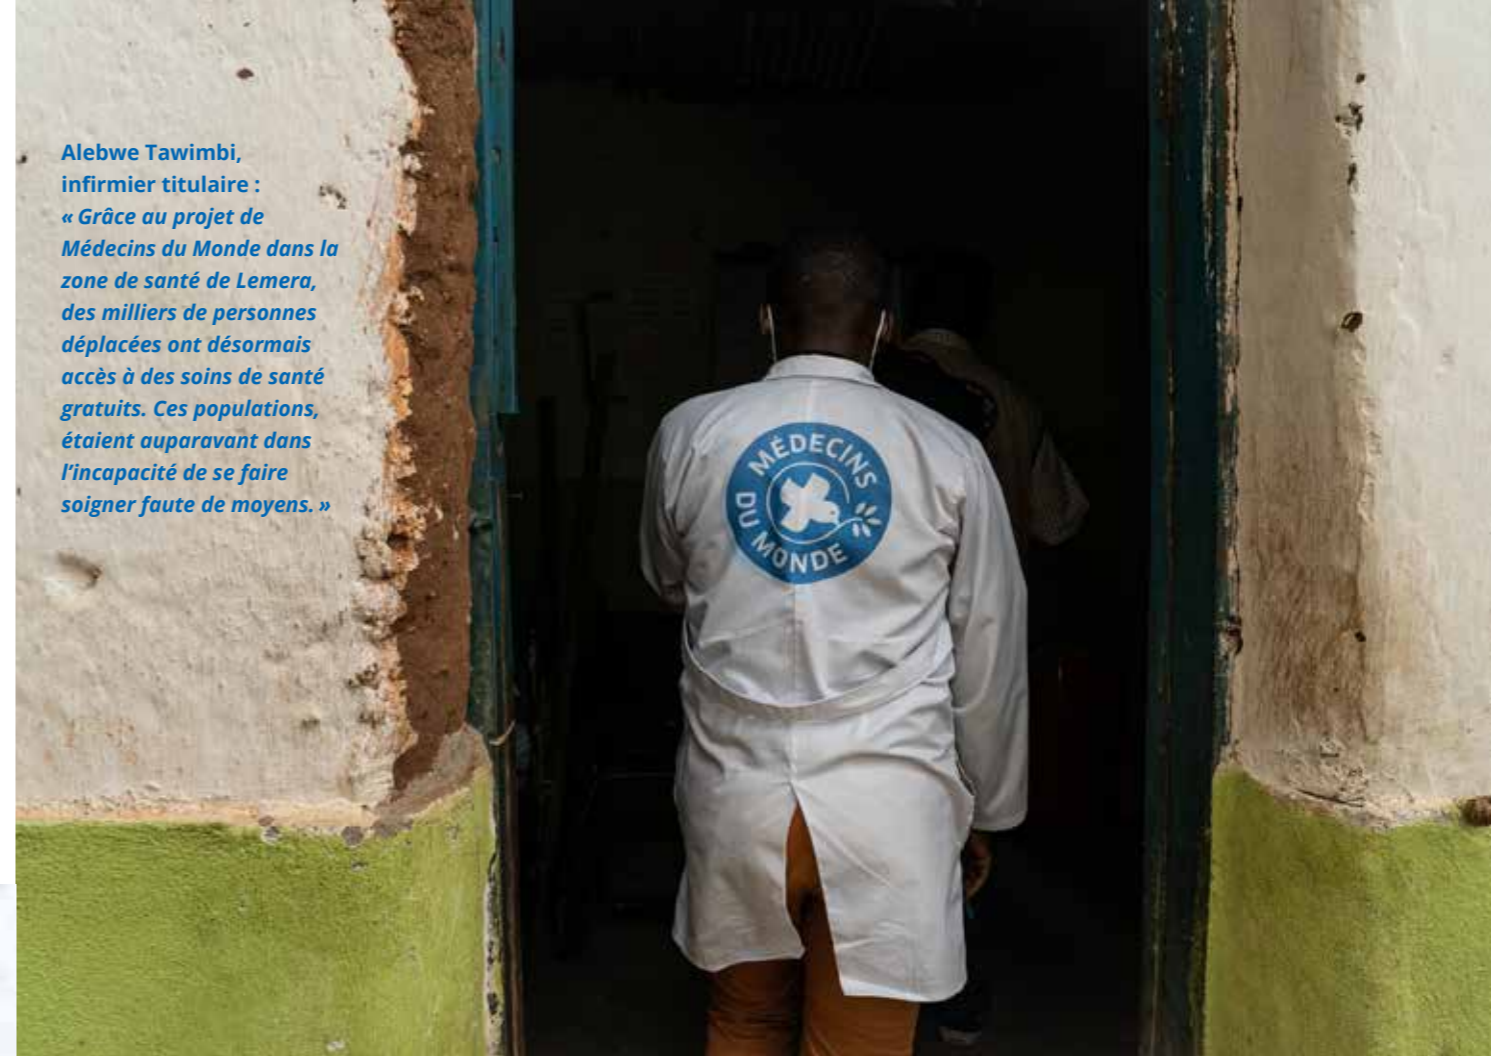 Alebwe Tawimbi,
infirmier titulaire :
« Grâce au projet de
Médecins du Monde dans la
zone de santé de Lemera,
des milliers de personnes
déplacées ont désormais
accès à des soins de santé
gratuits. Ces populations,
étaient auparavant dans
l'incapacité de se faire
soigner faute de moyens. »
MÉDECINS
DU MONDE